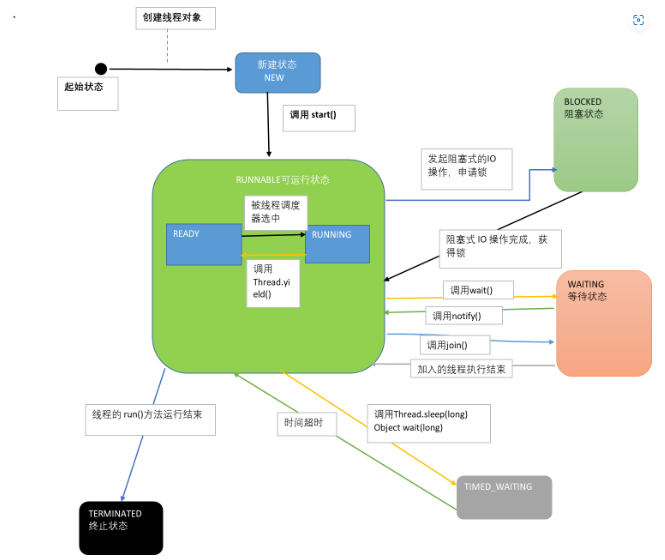 创建线程对象
新建状态
NEW
起始状态
调用 start()
BLOCKED
阻塞状态
发起阻塞式的IO
操作，申请锁
RUNNABLE可运行状态
被线程调度
器选中
READY
RUNNING
调用
Thread.yi
eld()
阻塞式 IO 操作完成，获
得锁
WAITING
等待状态
调用wait()
调用notify()
调用join()
加入的线程执行结束
线程的 run()方法运行结束
时间超时
调用Thread.sleep(long)
Object wait(long)
TIMED_WAITING
TERMINATED
终止状态